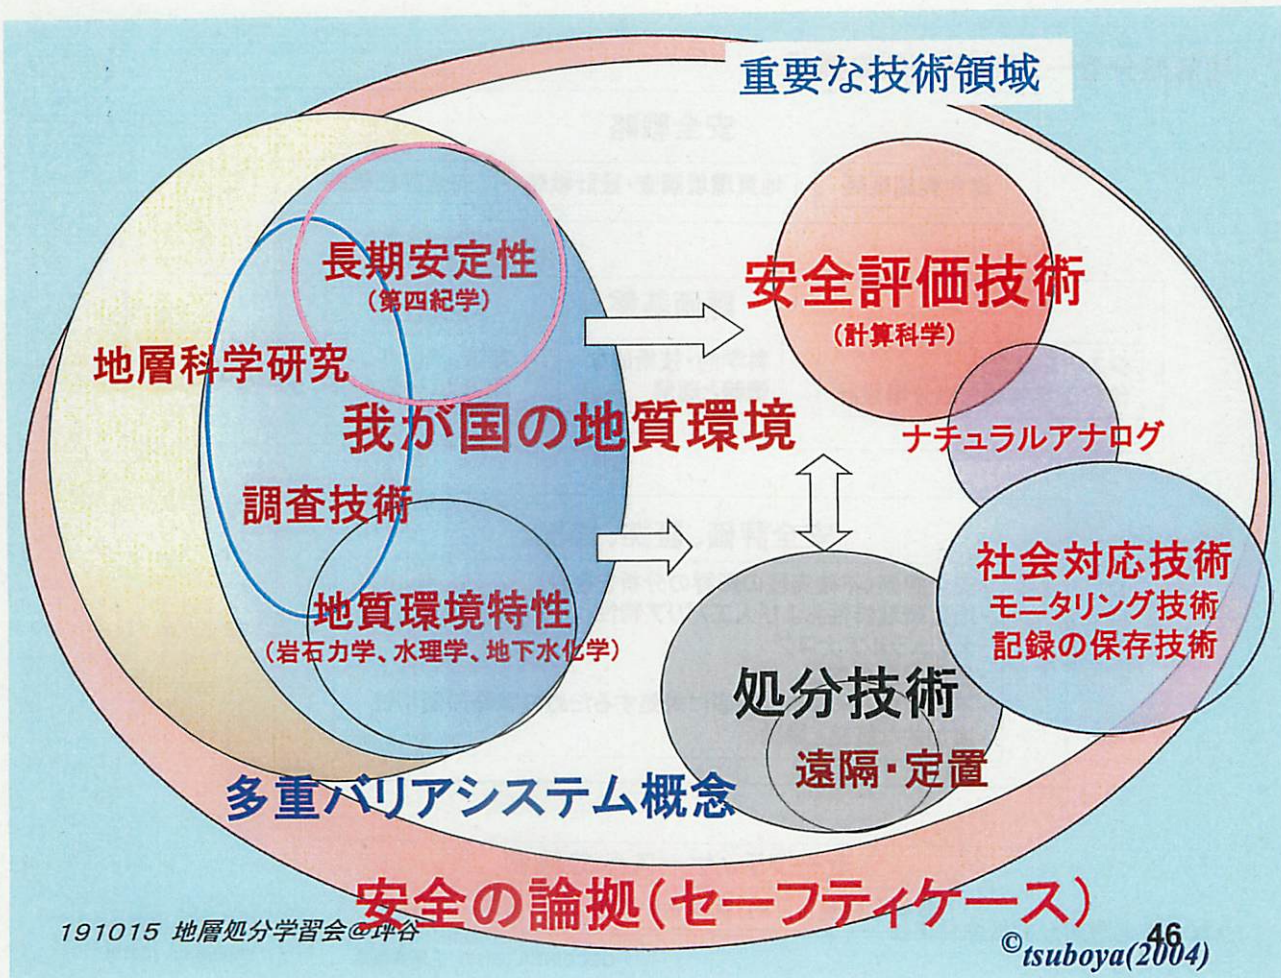 重要な技術領域
長期安定性
(第四紀学)
安全評価技術
(計算科学)
地層科学研究
我が国の地質環境
ナチュラルアナログ
調査技術
社会対応技術
モニタリング技術
記録の保存技術
地質環境特性
(岩石力学、水理学、地下水化学)
処分技術
遠隔・定置
多重バリアシステム概念
安全の論拠(セーフティケース)
191015 地層処分学習会@坪谷
46
©tsuboya(2004)